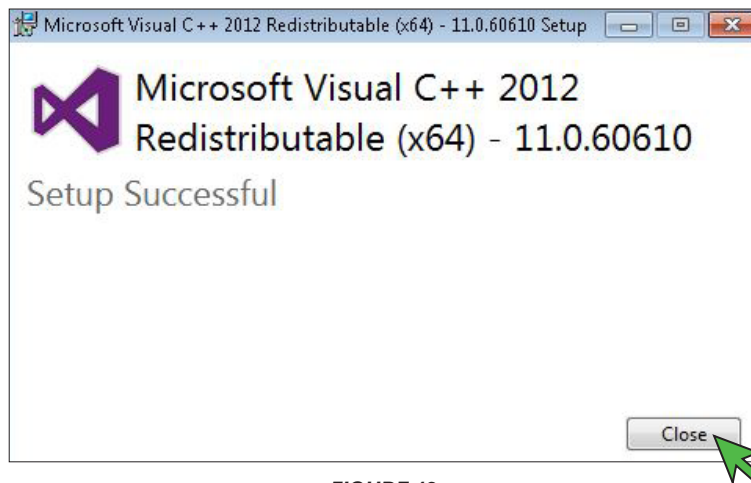 Microsoft Visual C++ 2012 Redistributable (x64) - 11.0.60610 Setup
Microsoft Visual C++ 2012
Redistributable (x64) - 11.0.60610
Setup Successful
Close